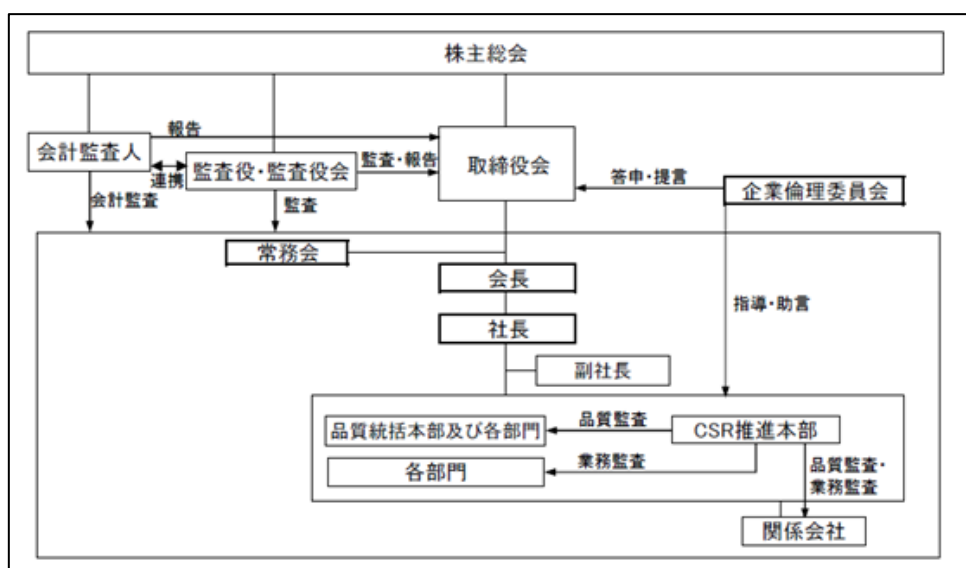 株主総会
報告
会計監査人
連携
監査役・監査役会
監査・報告
取締役会
答申・提言
企業倫理委員会
会計監査
監査
常務会
会長
社長
指導・助言
副社長
品質統括本部及び各部門
品質監査
CSR推進本部
各部門
業務監査
品質監査・
業務監査
関係会社